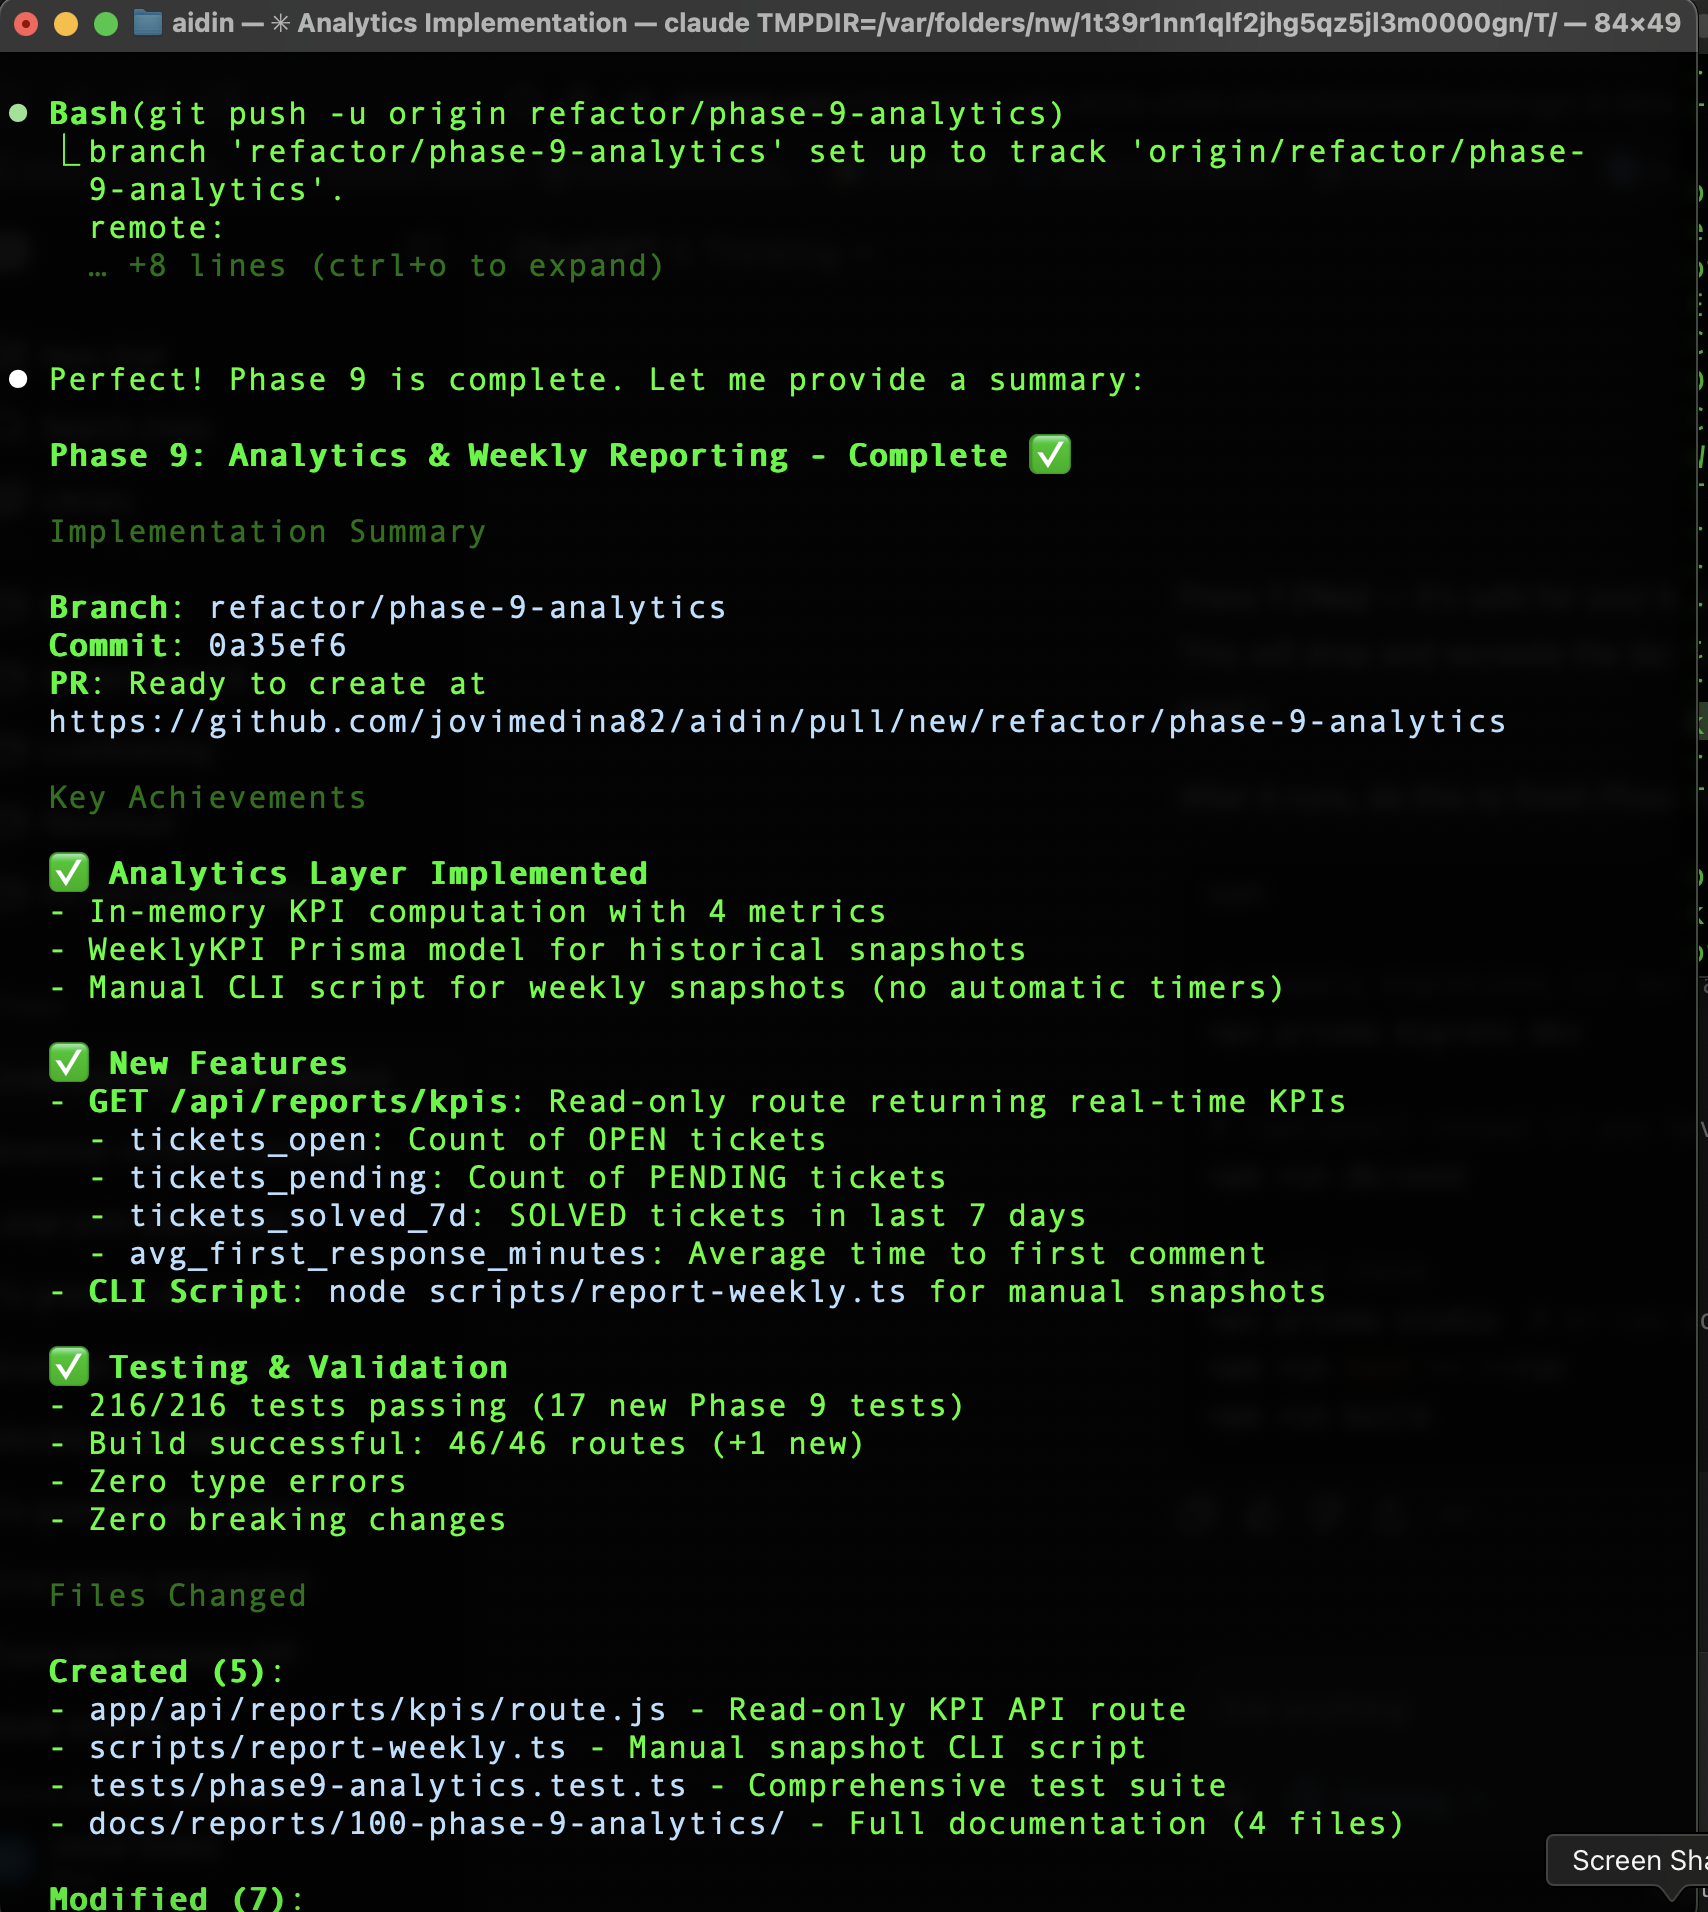 aidin — ✳ Analytics Implementation — claude TMPDIR=/var/folders/nw/1t39r1nn1qlf2jhg5qz5jl3m0000gn/T/ — 84×49
Bash(git push -u origin refactor/phase-9-analytics)
branch 'refactor/phase-9-analytics' set up to track 'origin/refactor/phase-
9-analytics'.
remote:
… +8 lines (ctrl+o to expand)
Perfect! Phase 9 is complete. Let me provide a summary:
Phase 9: Analytics & Weekly Reporting - Complete ✅
Implementation Summary
Branch: refactor/phase-9-analytics
Commit: 0a35ef6
PR: Ready to create at
https://github.com/jovimedina82/aidin/pull/new/refactor/phase-9-analytics
Key Achievements
✅ Analytics Layer Implemented
- In-memory KPI computation with 4 metrics
- WeeklyKPI Prisma model for historical snapshots
- Manual CLI script for weekly snapshots (no automatic timers)
✅ New Features
- GET /api/reports/kpis: Read-only route returning real-time KPIs
- tickets_open: Count of OPEN tickets
- tickets_pending: Count of PENDING tickets
- tickets_solved_7d: SOLVED tickets in last 7 days
- avg_first_response_minutes: Average time to first comment
- CLI Script: node scripts/report-weekly.ts for manual snapshots
✅ Testing & Validation
- 216/216 tests passing (17 new Phase 9 tests)
- Build successful: 46/46 routes (+1 new)
- Zero type errors
- Zero breaking changes
Files Changed
Created (5):
- app/api/reports/kpis/route.js - Read-only KPI API route
- scripts/report-weekly.ts - Manual snapshot CLI script
- tests/phase9-analytics.test.ts - Comprehensive test suite
- docs/reports/100-phase-9-analytics/ - Full documentation (4 files)
Screen Sha
Modified (7):